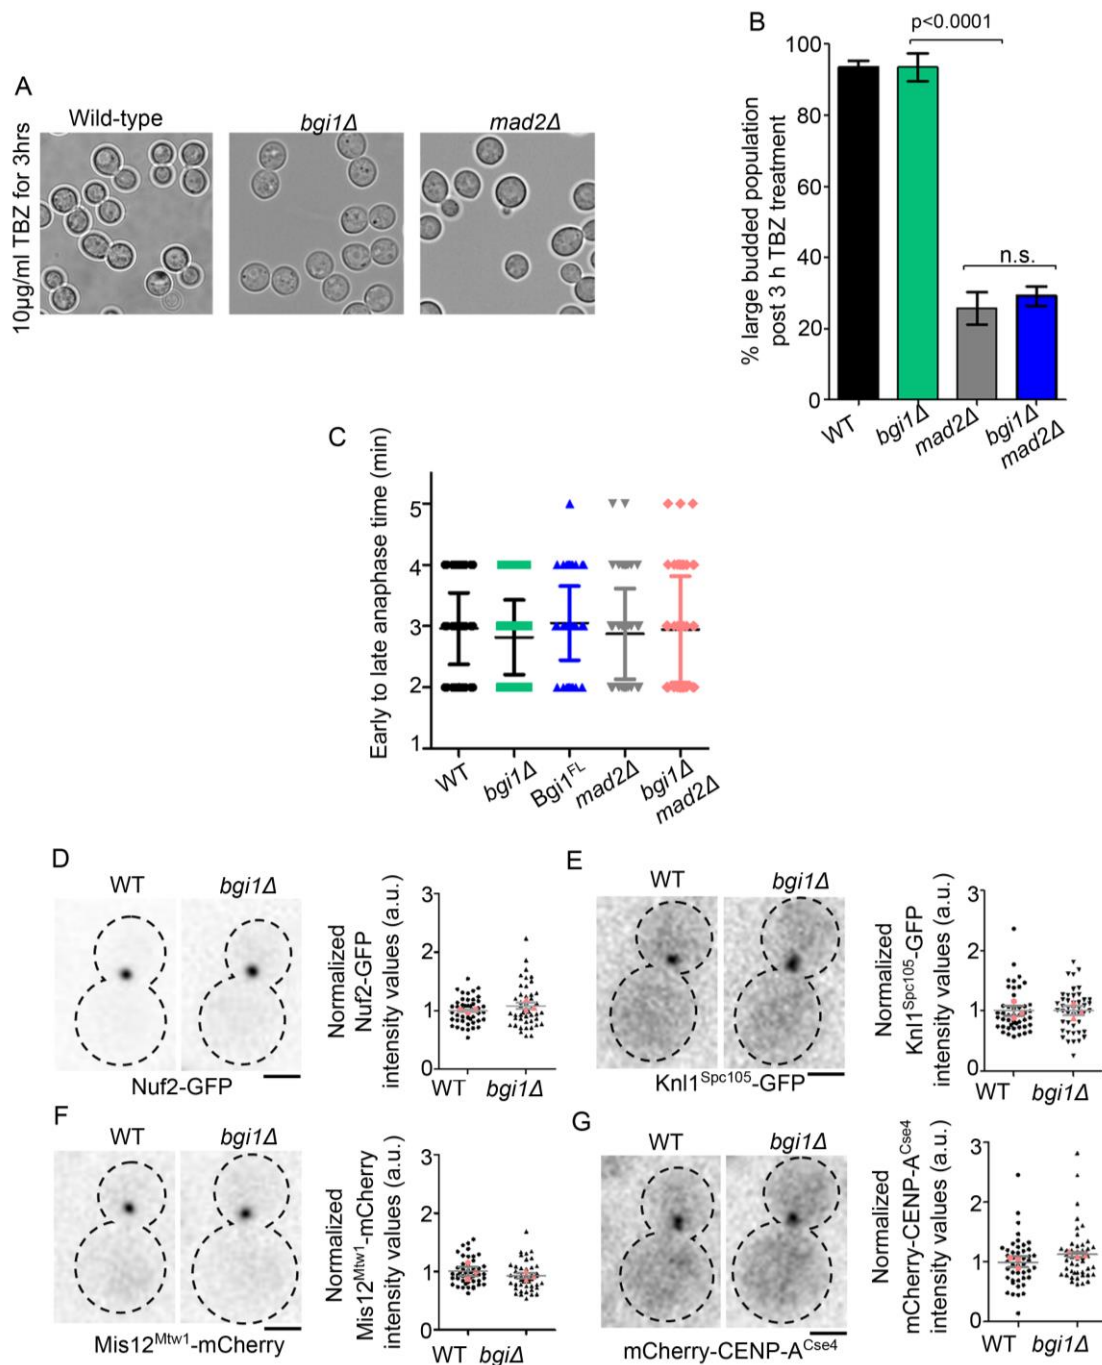 A
Wild-type bgi1Δ mad2Δ
10µg/ml TBZ for 3hrs
B
p<0.0001
n.s.
% large budded population
post 3 h TBZ treatment
100
80
60
40
20
0
WT
bgi1Δ
mad2Δ
bgi1Δ
mad2Δ
C
Early to late anaphase time (min)
5
4
3
2
1
WT
bgi1Δ
Bgi1FL
mad2Δ
bgi1Δ
mad2Δ
D
WT bgi1Δ
Nuf2-GFP
Normalized
Nuf2-GFP
intensity values (a.u.)
3
2
1
0
WT bgi1Δ
E
WT bgi1Δ
Knl1Spc105-GFP
Normalized
Knl1Spc105-GFP
intensity values (a.u.)
3
2
1
0
WT bgi1Δ
F
WT bgi1Δ
Mis12Mtw1-mCherry
Normalized
Mis12Mtw1-mCherry
intensity values (a.u.)
3
2
1
0
WT bgiΔ
G
WT bgi1Δ
mCherry-CENP-ACse4
Normalized
mCherry-CENP-ACse4
intensity values (a.u.)
3
2
1
0
WT bgi1Δ